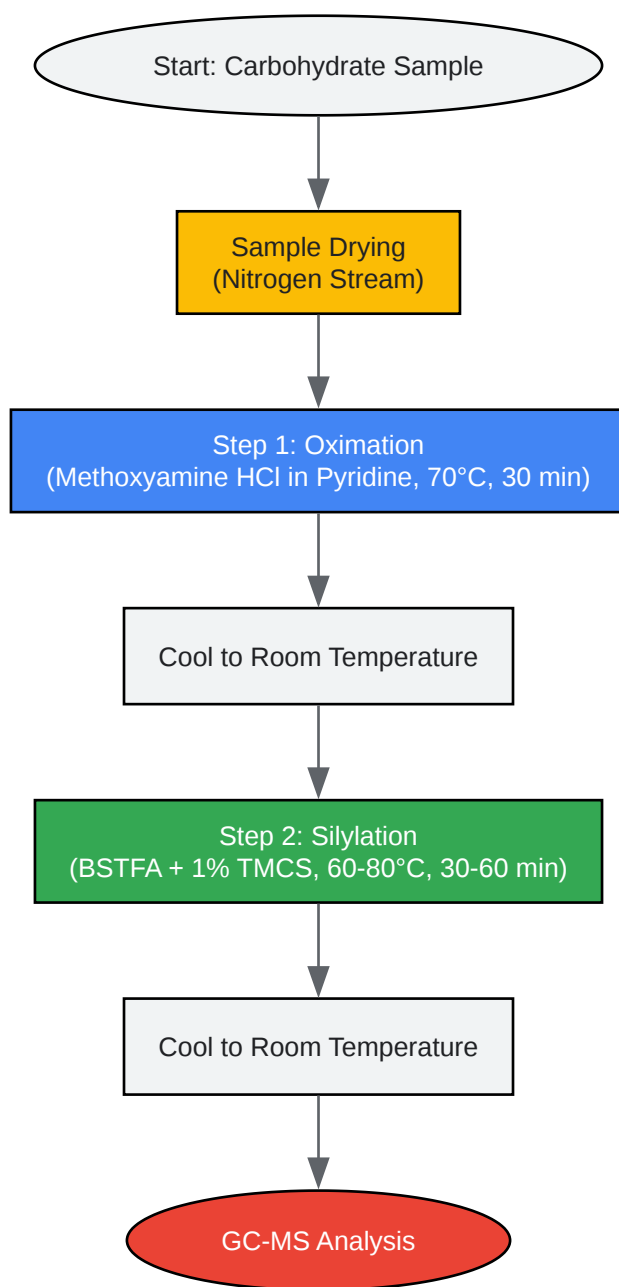 Start: Carbohydrate Sample
Sample Drying
(Nitrogen Stream)
Step 1: Oximation
(Methoxyamine HCl in Pyridine, 70°C, 30 min)
Cool to Room Temperature
Step 2: Silylation
(BSTFA + 1% TMCS, 60-80°C, 30-60 min)
Cool to Room Temperature
GC-MS Analysis